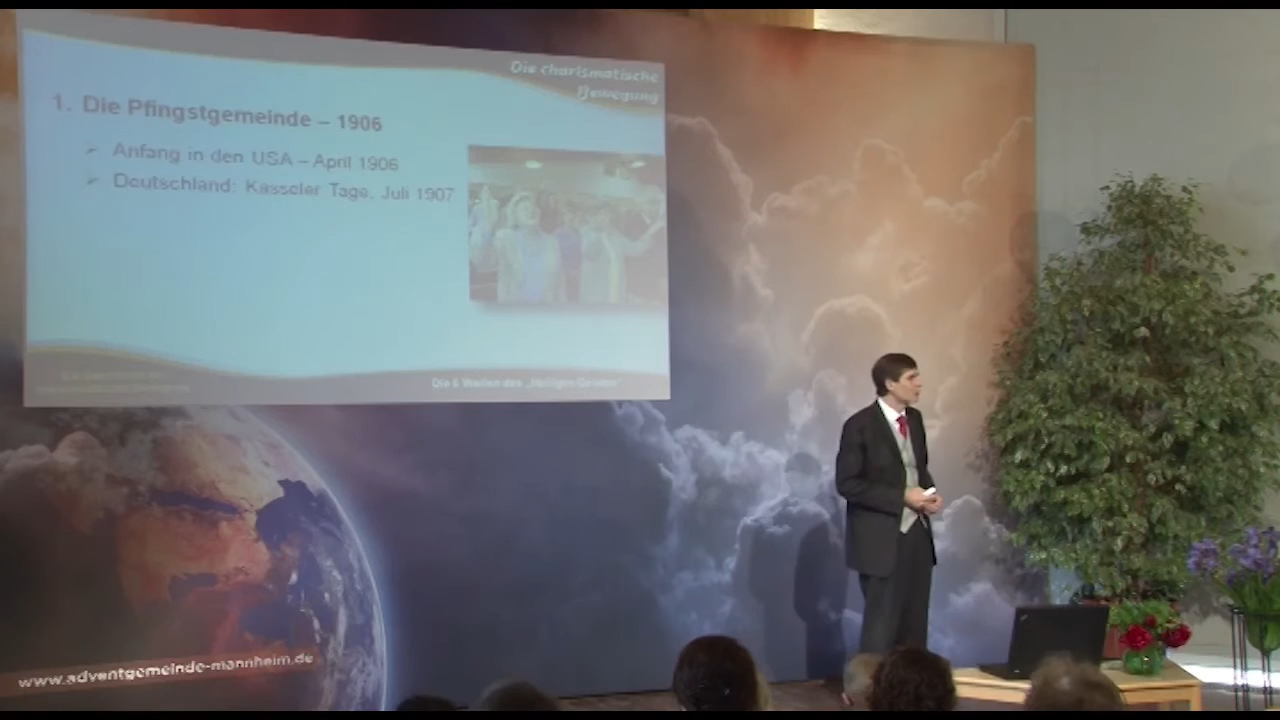 Die charismatische
Bewegung
1. Die Pfingstgemeinde – 1906
➢ Anfang in den USA – April 1906
➢ Deutschland: Kasseler Tage, Juli 1907
Die 6 Wellen des „Heiligen Geistes"
www.adventgemeinde-mannheim.de